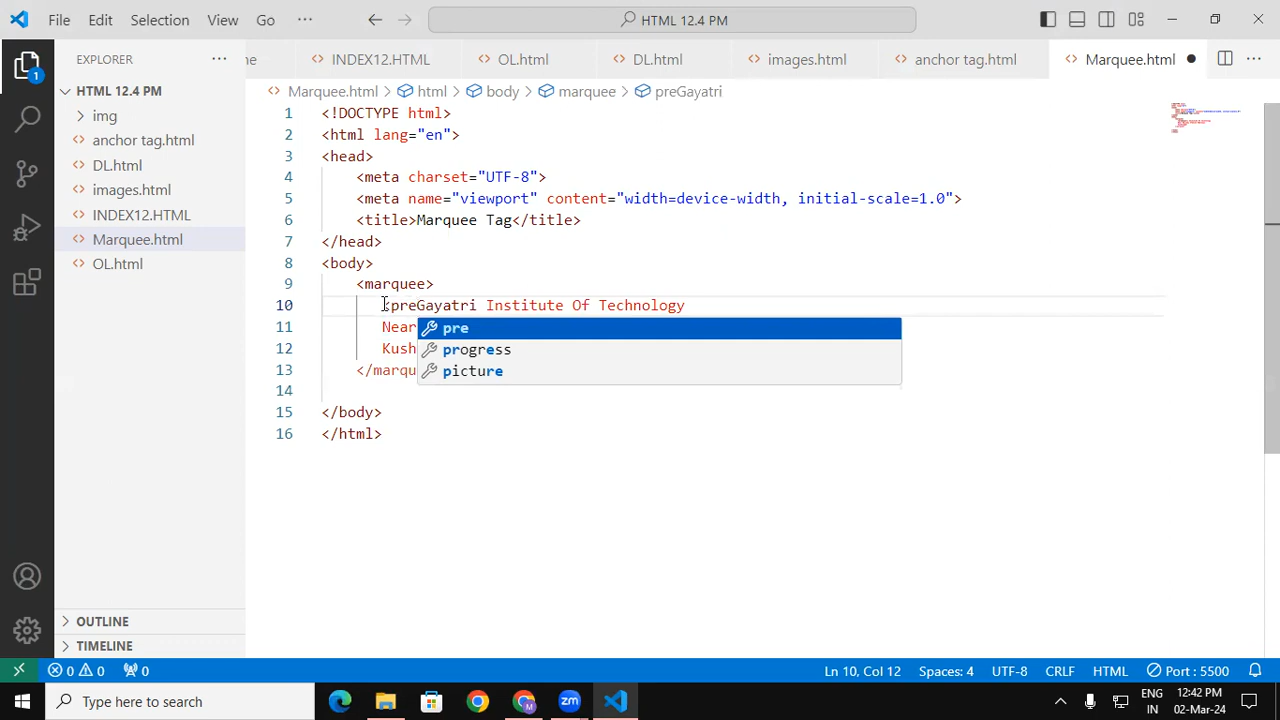 File Edit Selection View Go ··· HTML 12.4 PM
EXPLORER ···
HTML 12.4 PM
img
anchor tag.html
DL.html
images.html
INDEX12.HTML
Marquee.html
OL.html
OUTLINE
TIMELINE
me INDEX12.HTML OL.html DL.html images.html anchor tag.html Marquee.html
Marquee.html > html > body > marquee > preGayatri
1 <!DOCTYPE html>
2 <html lang="en">
3 <head>
4 <meta charset="UTF-8">
5 <meta name="viewport" content="width=device-width, initial-scale=1.0">
6 <title>Marquee Tag</title>
7 </head>
8 <body>
9 <marquee>
10 <preGayatri Institute Of Technology
11 Near
12 Kush
13 </marqu
14
15 </body>
16 </html>
pre
progress
picture
1
0 0 0 Ln 10, Col 12 Spaces: 4 UTF-8 CRLF HTML Port : 5500
Type here to search
ENG
IN
12:42 PM
02-Mar-24